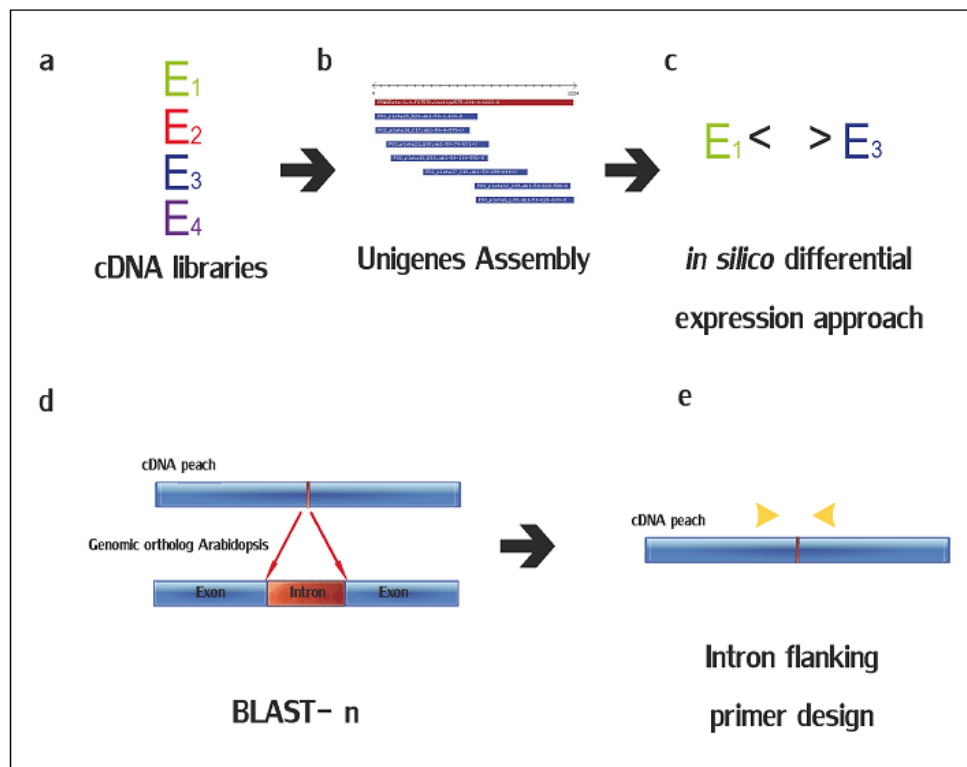 a
E1
E2
E3
E4
cDNA libraries
b
Unigenes Assembly
c
E1 < > E3
in silico differential
expression approach
d
cDNA peach
Genomic ortholog Arabidopsis
Exon Intron Exon
BLAST- n
e
cDNA peach
Intron flanking
primer design